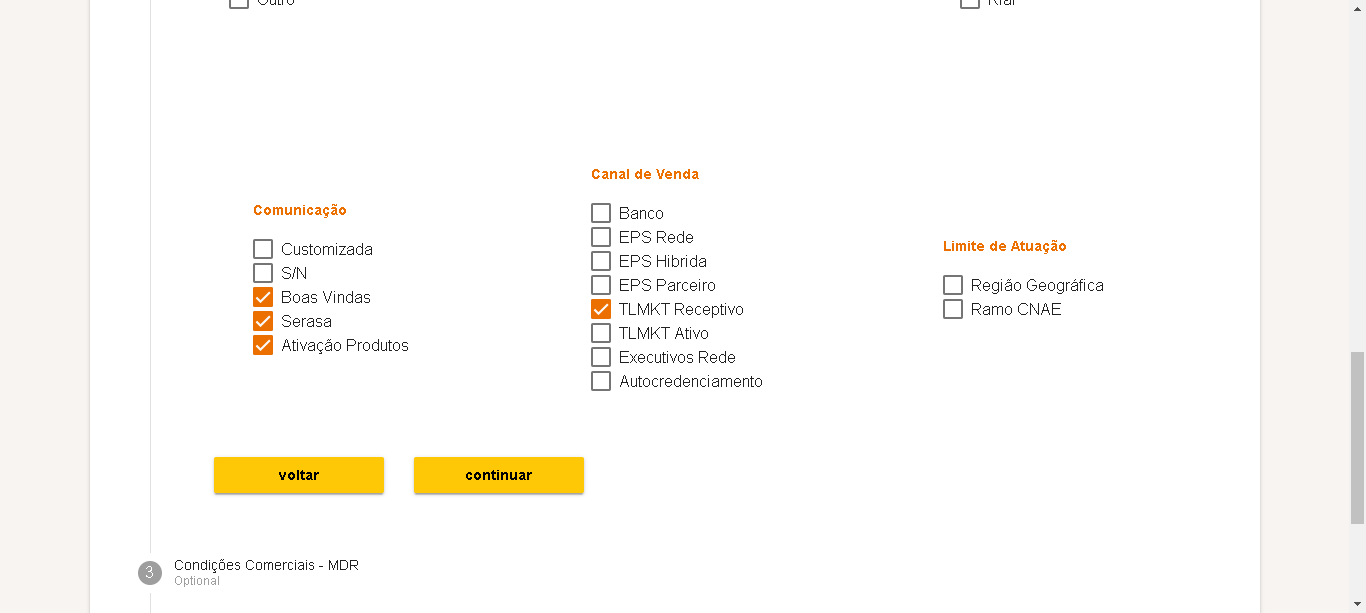 Outro
Comunicação
Customizada
S/N
Boas Vindas
Serasa
Ativação Produtos
Canal de Venda
Banco
EPS Rede
EPS Hibrida
EPS Parceiro
TLMKT Receptivo
TLMKT Ativo
Executivos Rede
Autocredenciamento
Limite de Atuação
Região Geográfica
Ramo CNAE
voltar
continuar
3
Condições Comerciais - MDR
Optional